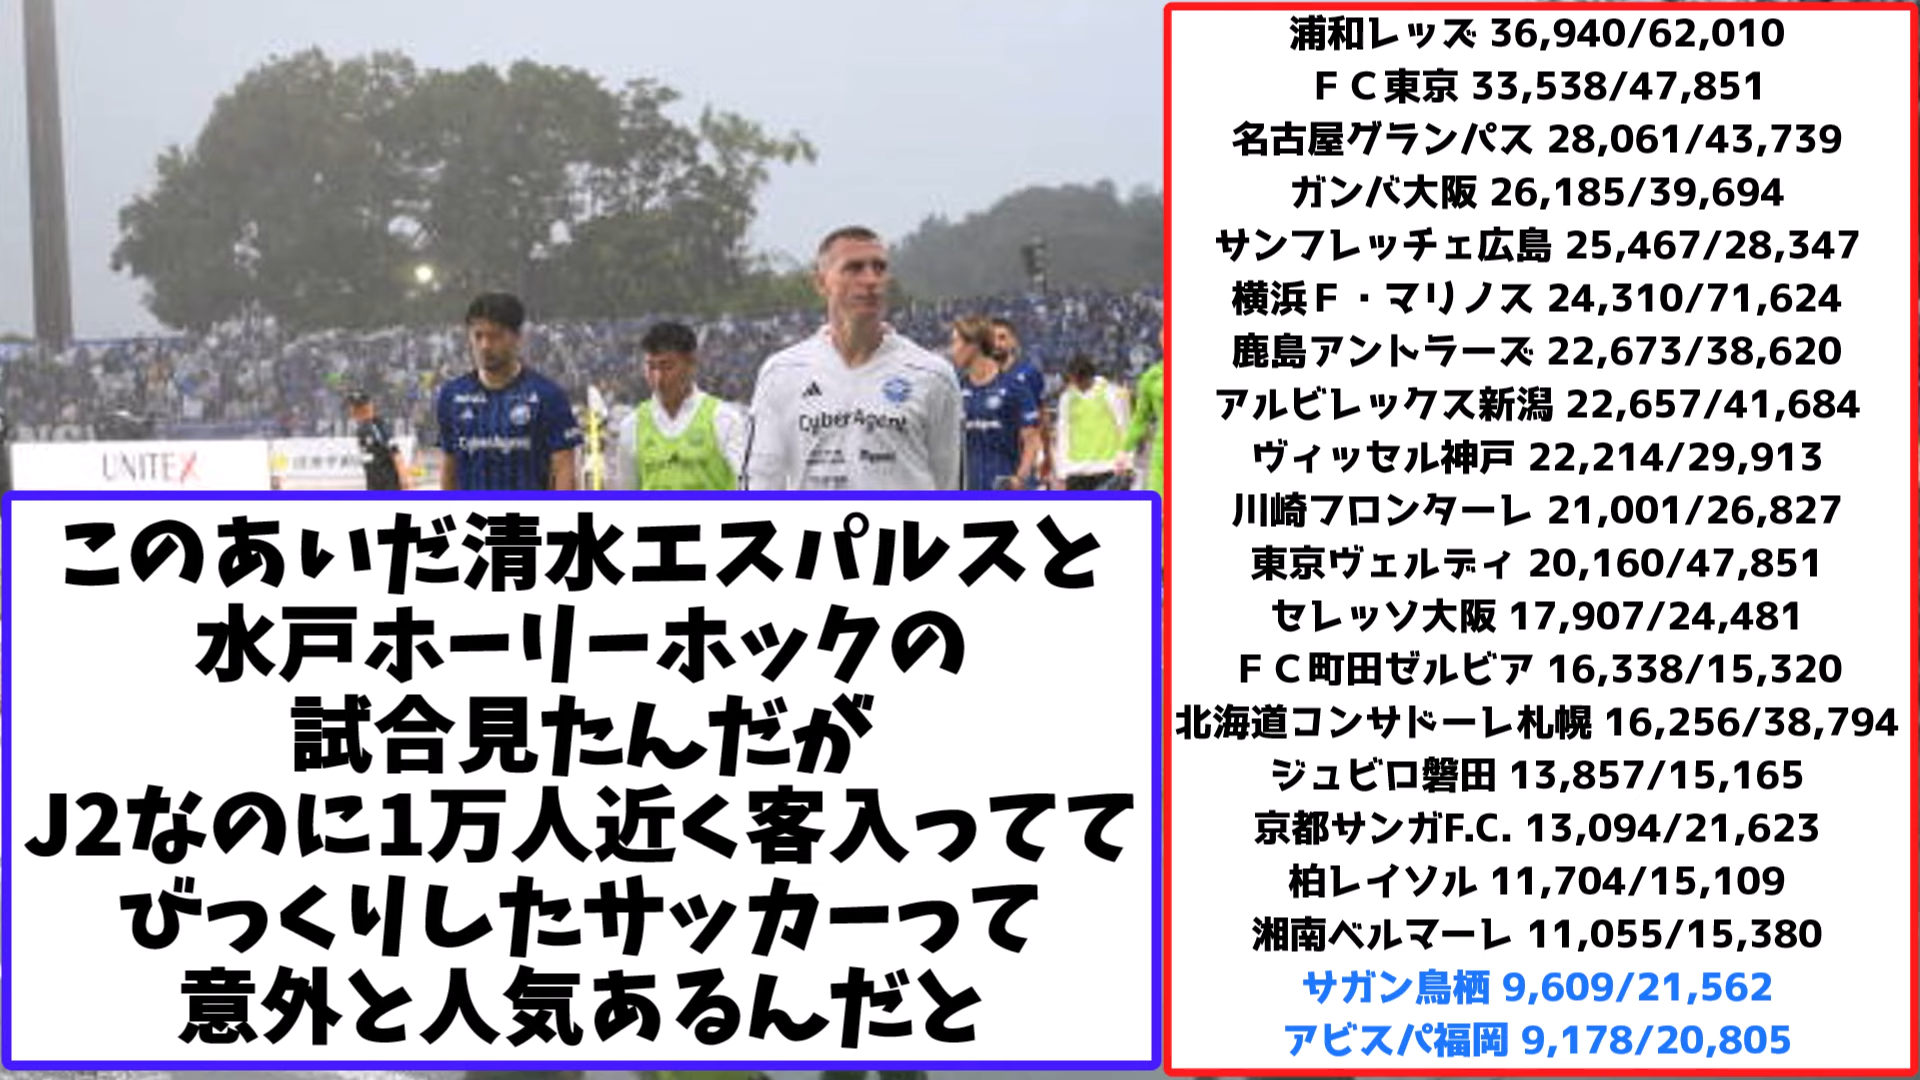 浦和レッズ 36,940/62,010
ＦＣ東京 33,538/47,851
名古屋グランパス 28,061/43,739
ガンバ大阪 26,185/39,694
サンフレッチェ広島 25,467/28,347
横浜Ｆ・マリノス 24,310/71,624
鹿島アントラーズ 22,673/38,620
アルビレックス新潟 22,657/41,684
ヴィッセル神戸 22,214/29,913
川崎フロンターレ 21,001/26,827
東京ヴェルディ 20,160/47,851
セレッソ大阪 17,907/24,481
ＦＣ町田ゼルビア 16,338/15,320
北海道コンサドーレ札幌 16,256/38,794
ジュビロ磐田 13,857/15,165
京都サンガF.C. 13,094/21,623
柏レイソル 11,704/15,109
湘南ベルマーレ 11,055/15,380
サガン鳥栖 9,609/21,562
アビスパ福岡 9,178/20,805
UNITEX
CyberAgent
CyberAgent
このあいだ清水エスパルスと
水戸ホーリーホックの
試合見たんだが
J2なのに1万人近く客入ってて
びっくりしたサッカーって
意外と人気あるんだと